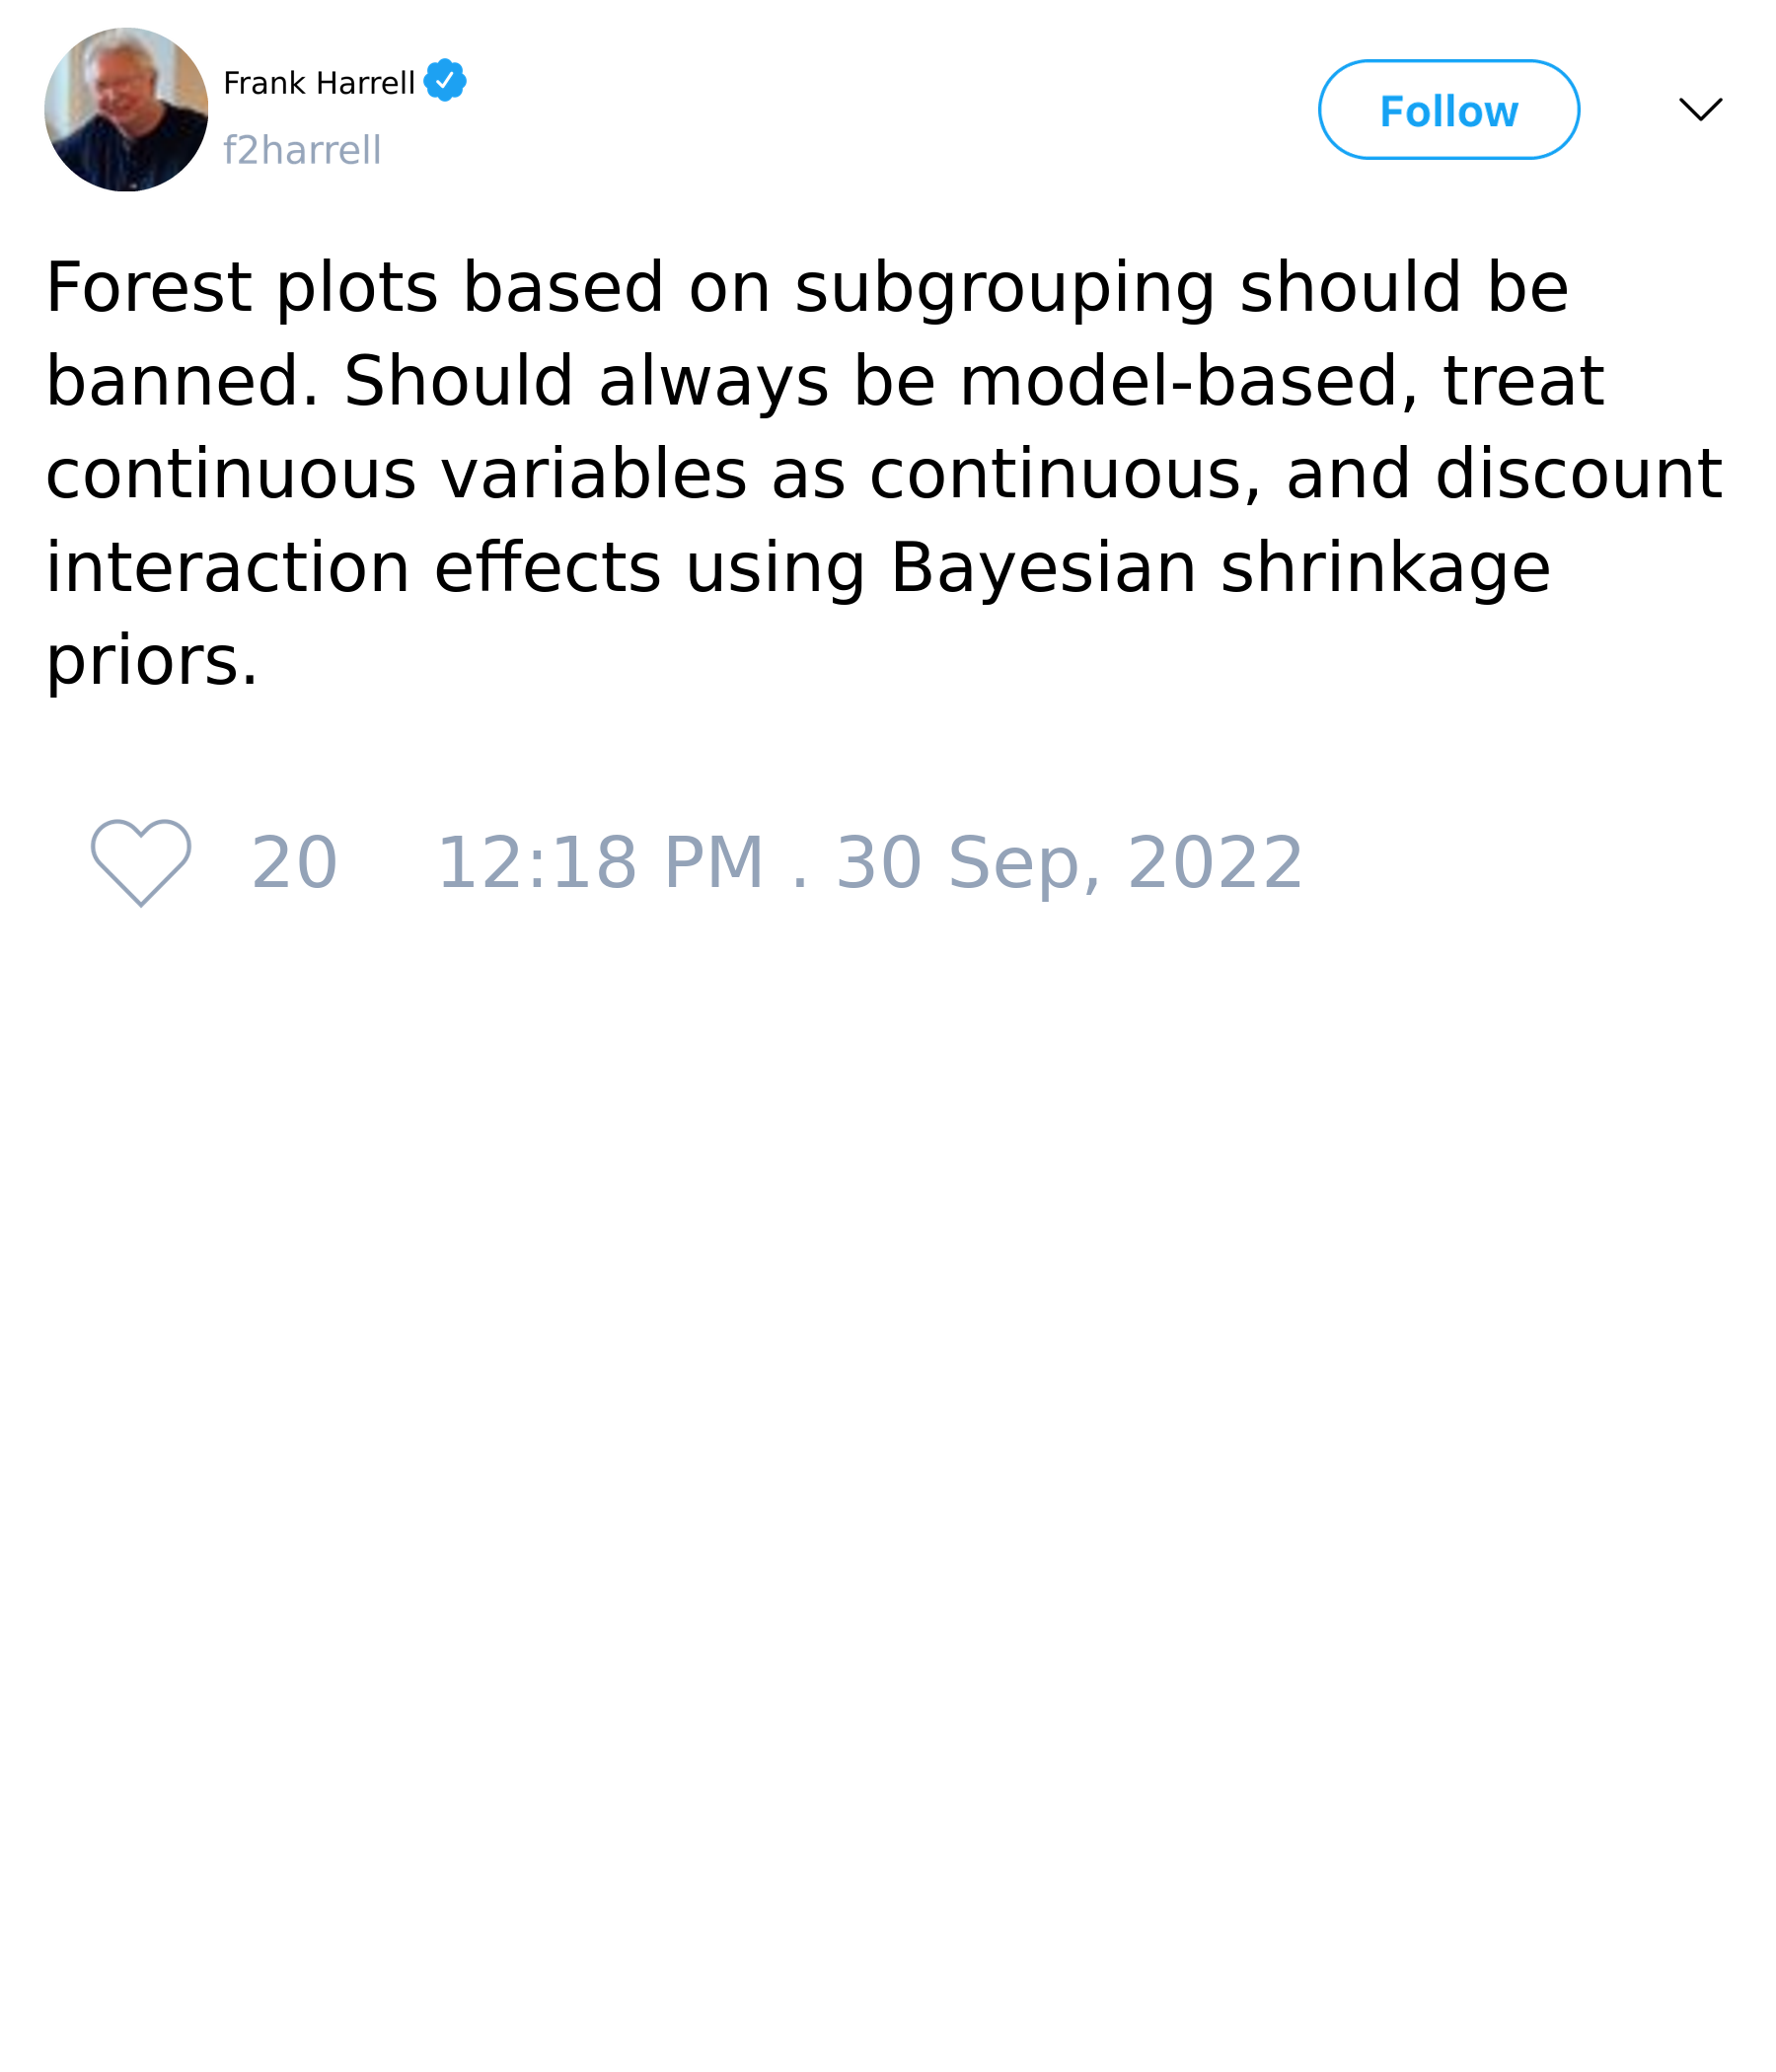 Frank Harrell
f2harrell
Follow
Forest plots based on subgrouping should be
banned. Should always be model-based, treat
continuous variables as continuous, and discount
interaction effects using Bayesian shrinkage
priors.
20 12:18 PM . 30 Sep, 2022